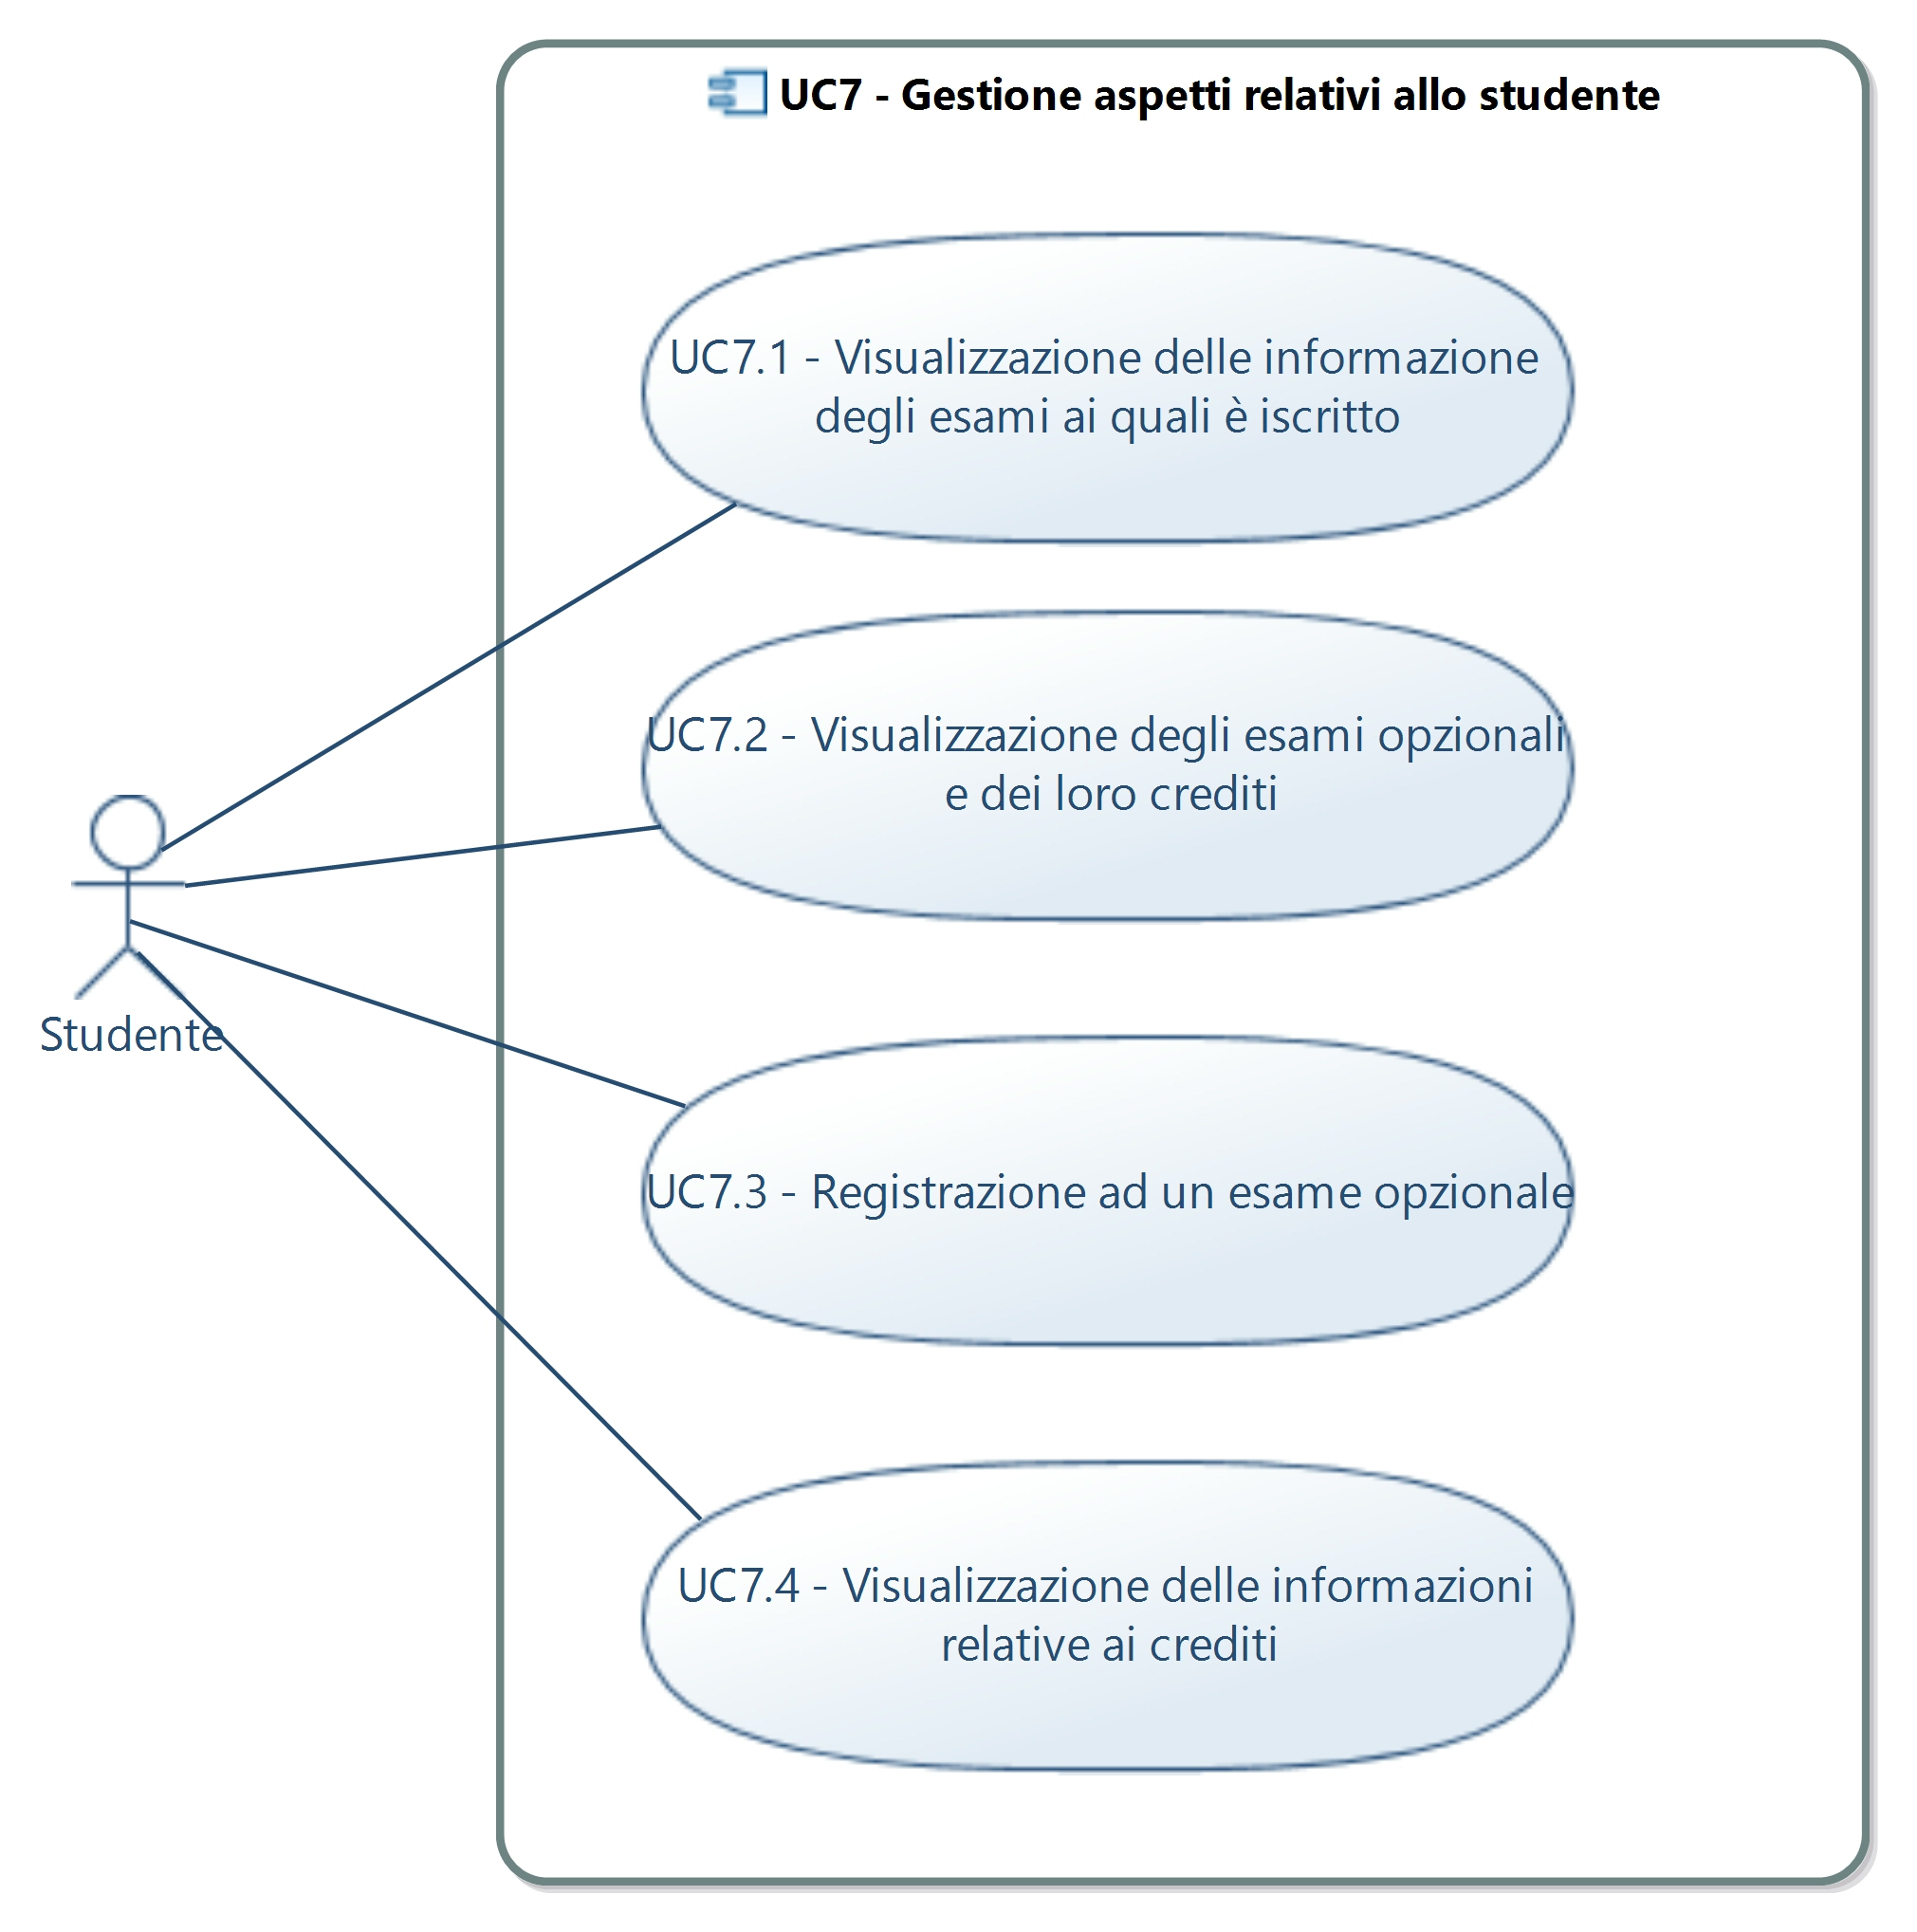 UC7 - Gestione aspetti relativi allo studente
UC7.1 - Visualizzazione delle informazione
degli esami ai quali è iscritto
UC7.2 - Visualizzazione degli esami opzionali
e dei loro crediti
Studente
UC7.3 - Registrazione ad un esame opzionale
UC7.4 - Visualizzazione delle informazioni
relative ai crediti